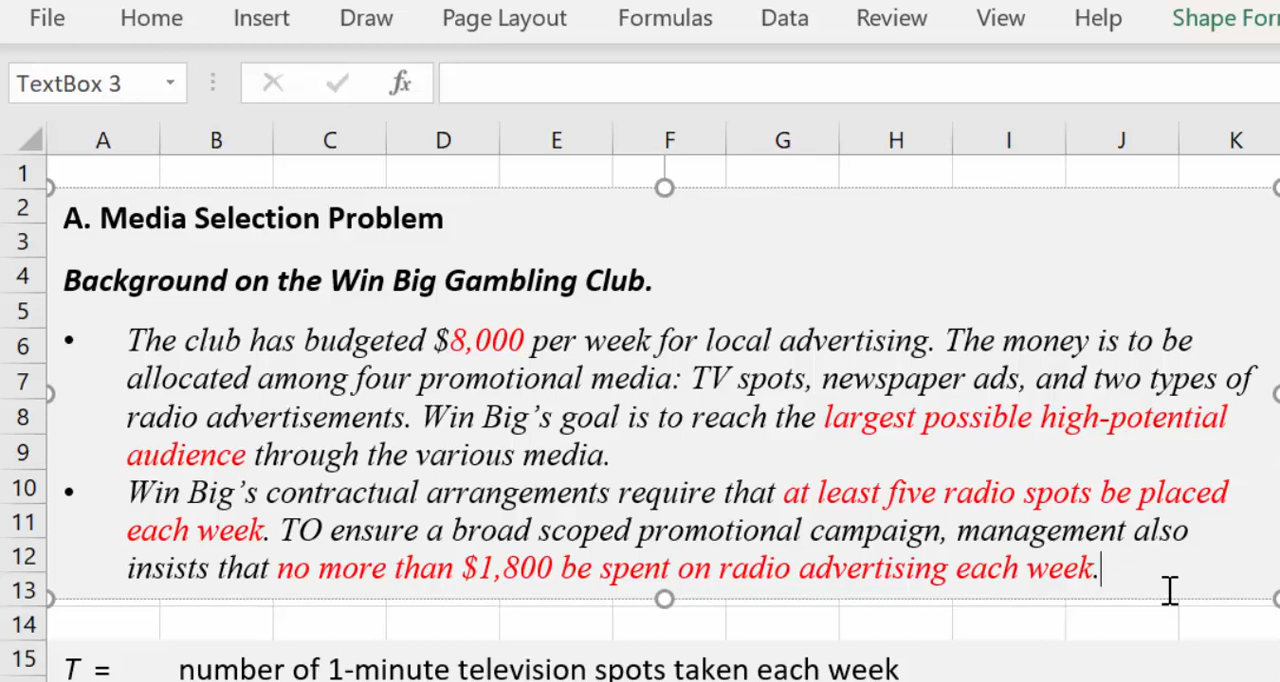 File Home Insert Draw Page Layout Formulas Data Review View Help Shape For
TextBox 3 fx
A B C D E F G H I J K
1
2
3
4
5
6
7
8
9
10
11
12
13
14
15
A. Media Selection Problem
Background on the Win Big Gambling Club.
• The club has budgeted $8,000 per week for local advertising. The money is to be
allocated among four promotional media: TV spots, newspaper ads, and two types of
radio advertisements. Win Big’s goal is to reach the largest possible high-potential
audience through the various media.
• Win Big’s contractual arrangements require that at least five radio spots be placed
each week. TO ensure a broad scoped promotional campaign, management also
insists that no more than $1,800 be spent on radio advertising each week.
T = number of 1-minute television spots taken each week